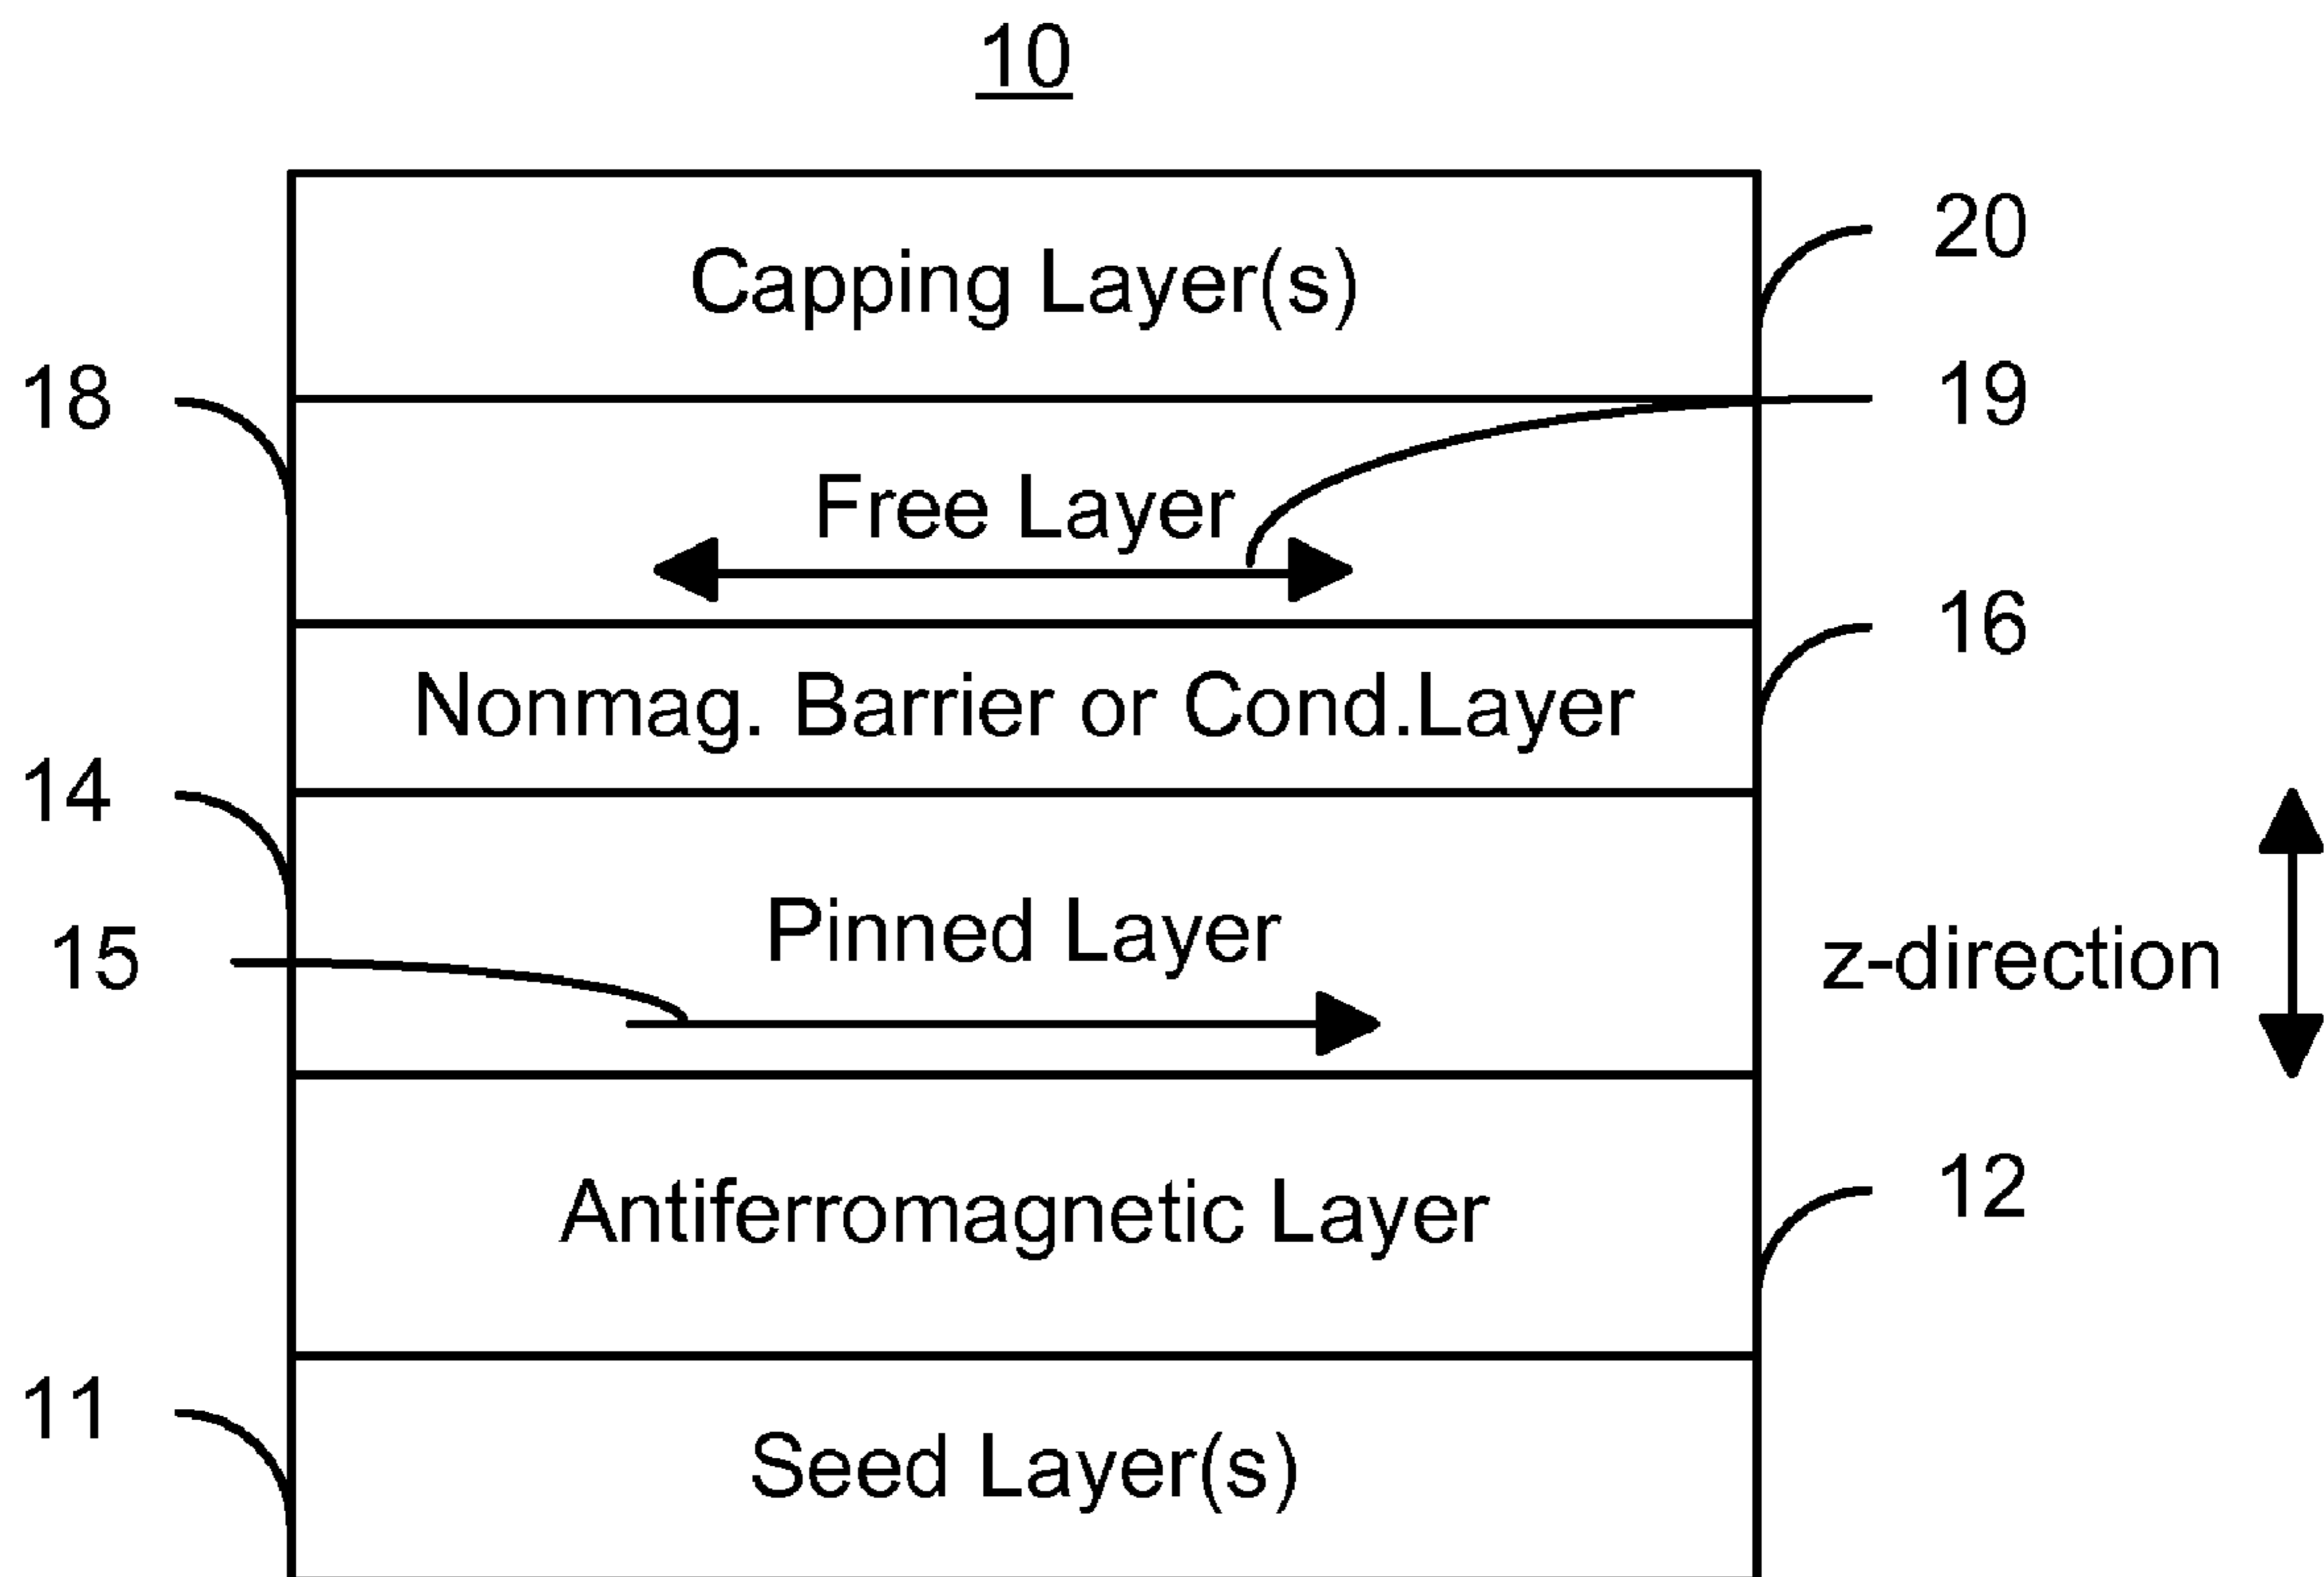 10
Capping Layer(s)
20
18
19
Free Layer
16
Nonmag. Barrier or Cond.Layer
14
Pinned Layer
15
z-direction
12
Antiferromagnetic Layer
11
Seed Layer(s)